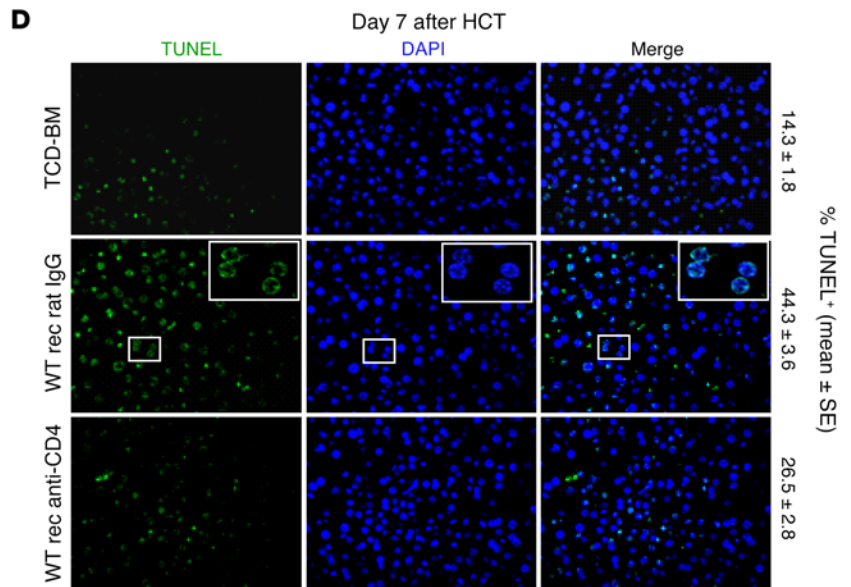 D
Day 7 after HCT
TUNEL DAPI Merge
TCD-BM
14.3 ± 1.8
WT rec rat IgG
44.3 ± 3.6
WT rec anti-CD4
26.5 ± 2.8
% TUNEL⁺ (mean ± SE)